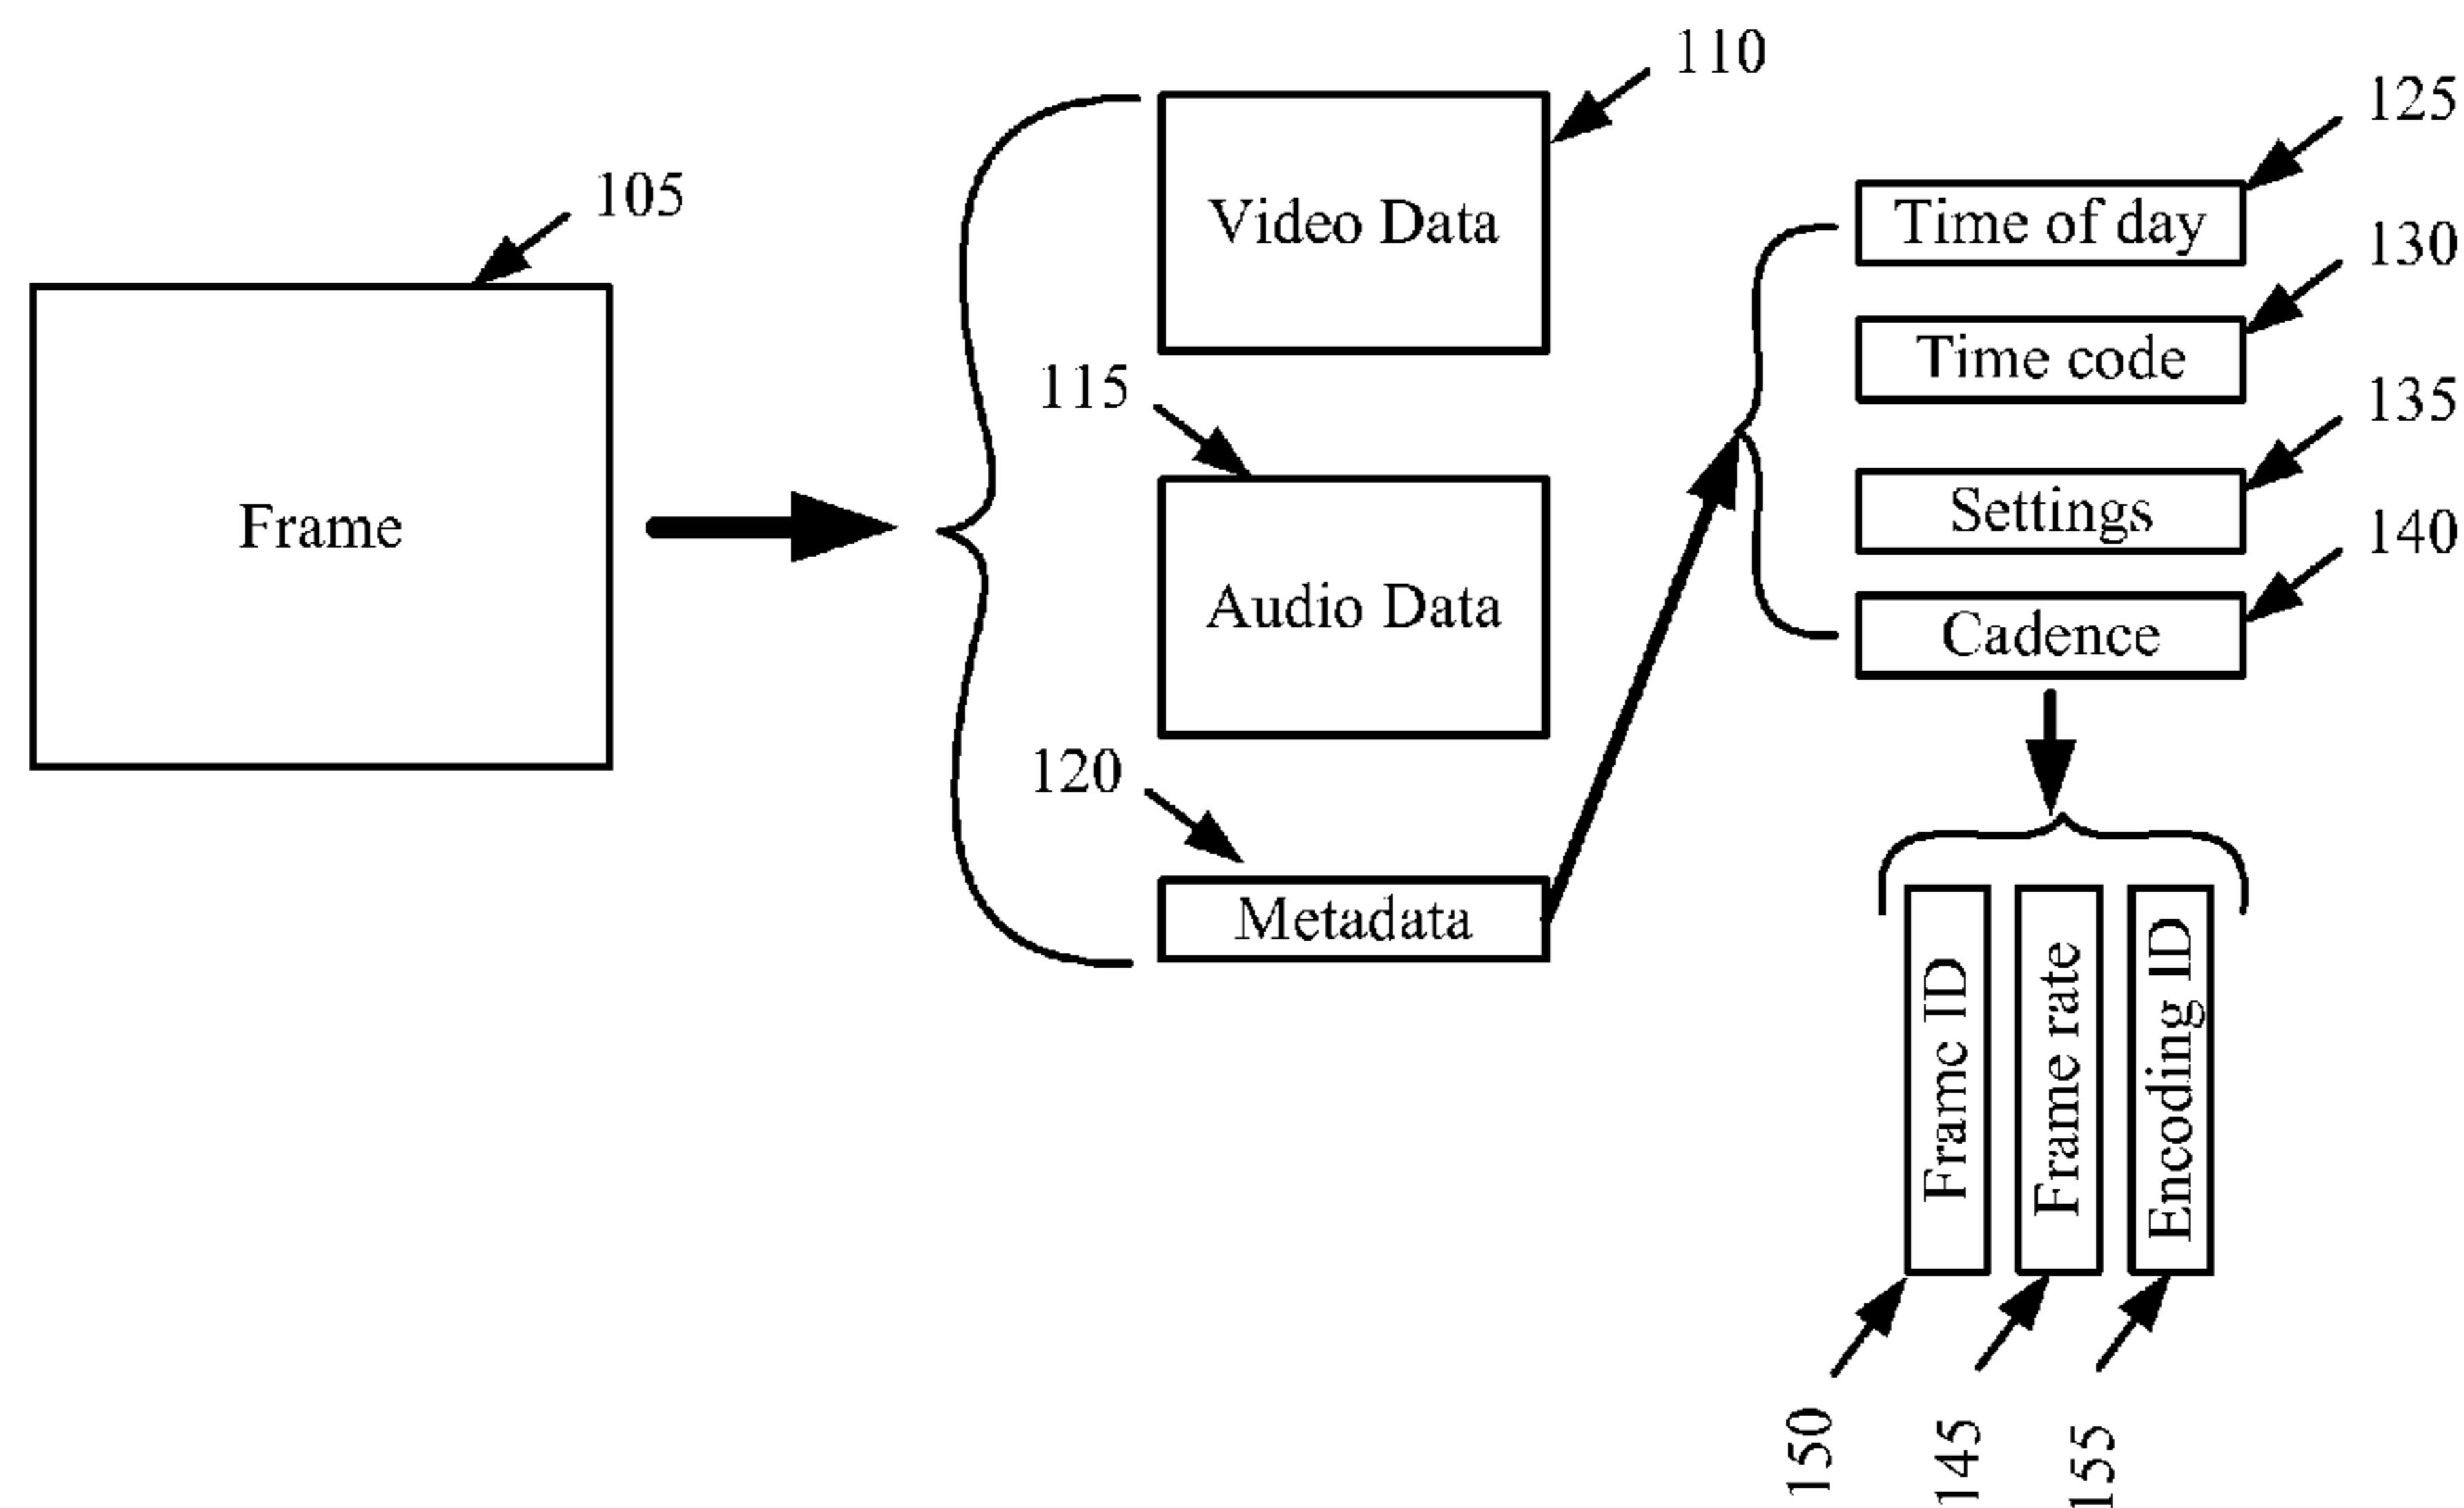 110
125
105
Time of day
Video Data
130
Time code
115
135
Settings
Frame
140
Audio Data
Cadence
120
Metadata
Frame ID
Frame rate
Encoding ID
150
145
155